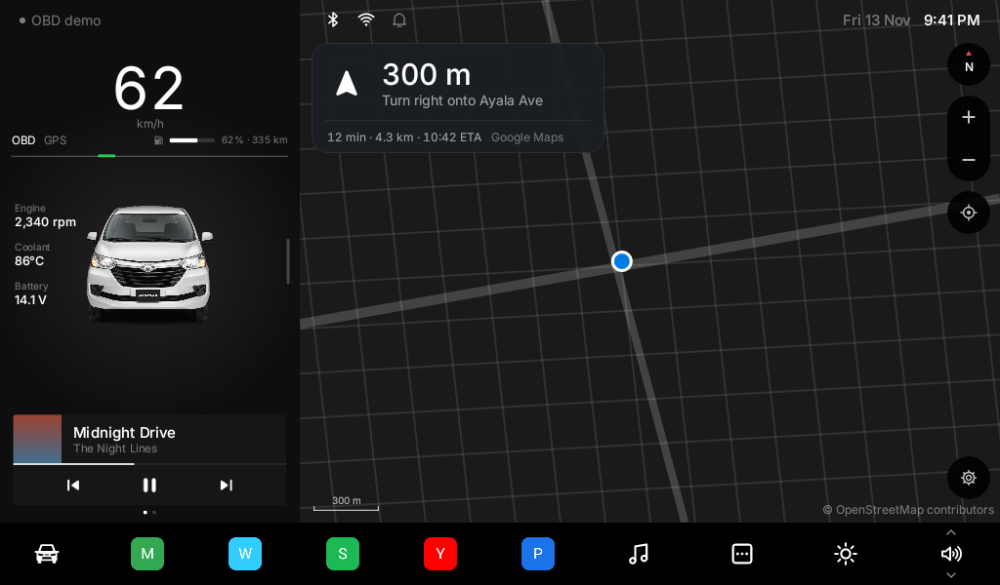 OBD demo
62
km/h
OBD GPS
62% · 335 km
Engine
2,340 rpm
Coolant
86°C
Battery
14.1 V
Midnight Drive
The Night Lines
Fri 13 Nov 9:41 PM
300 m
Turn right onto Ayala Ave
12 min · 4.3 km · 10:42 ETA Google Maps
N
+
−
300 m
© OpenStreetMap contributors
M W S Y P